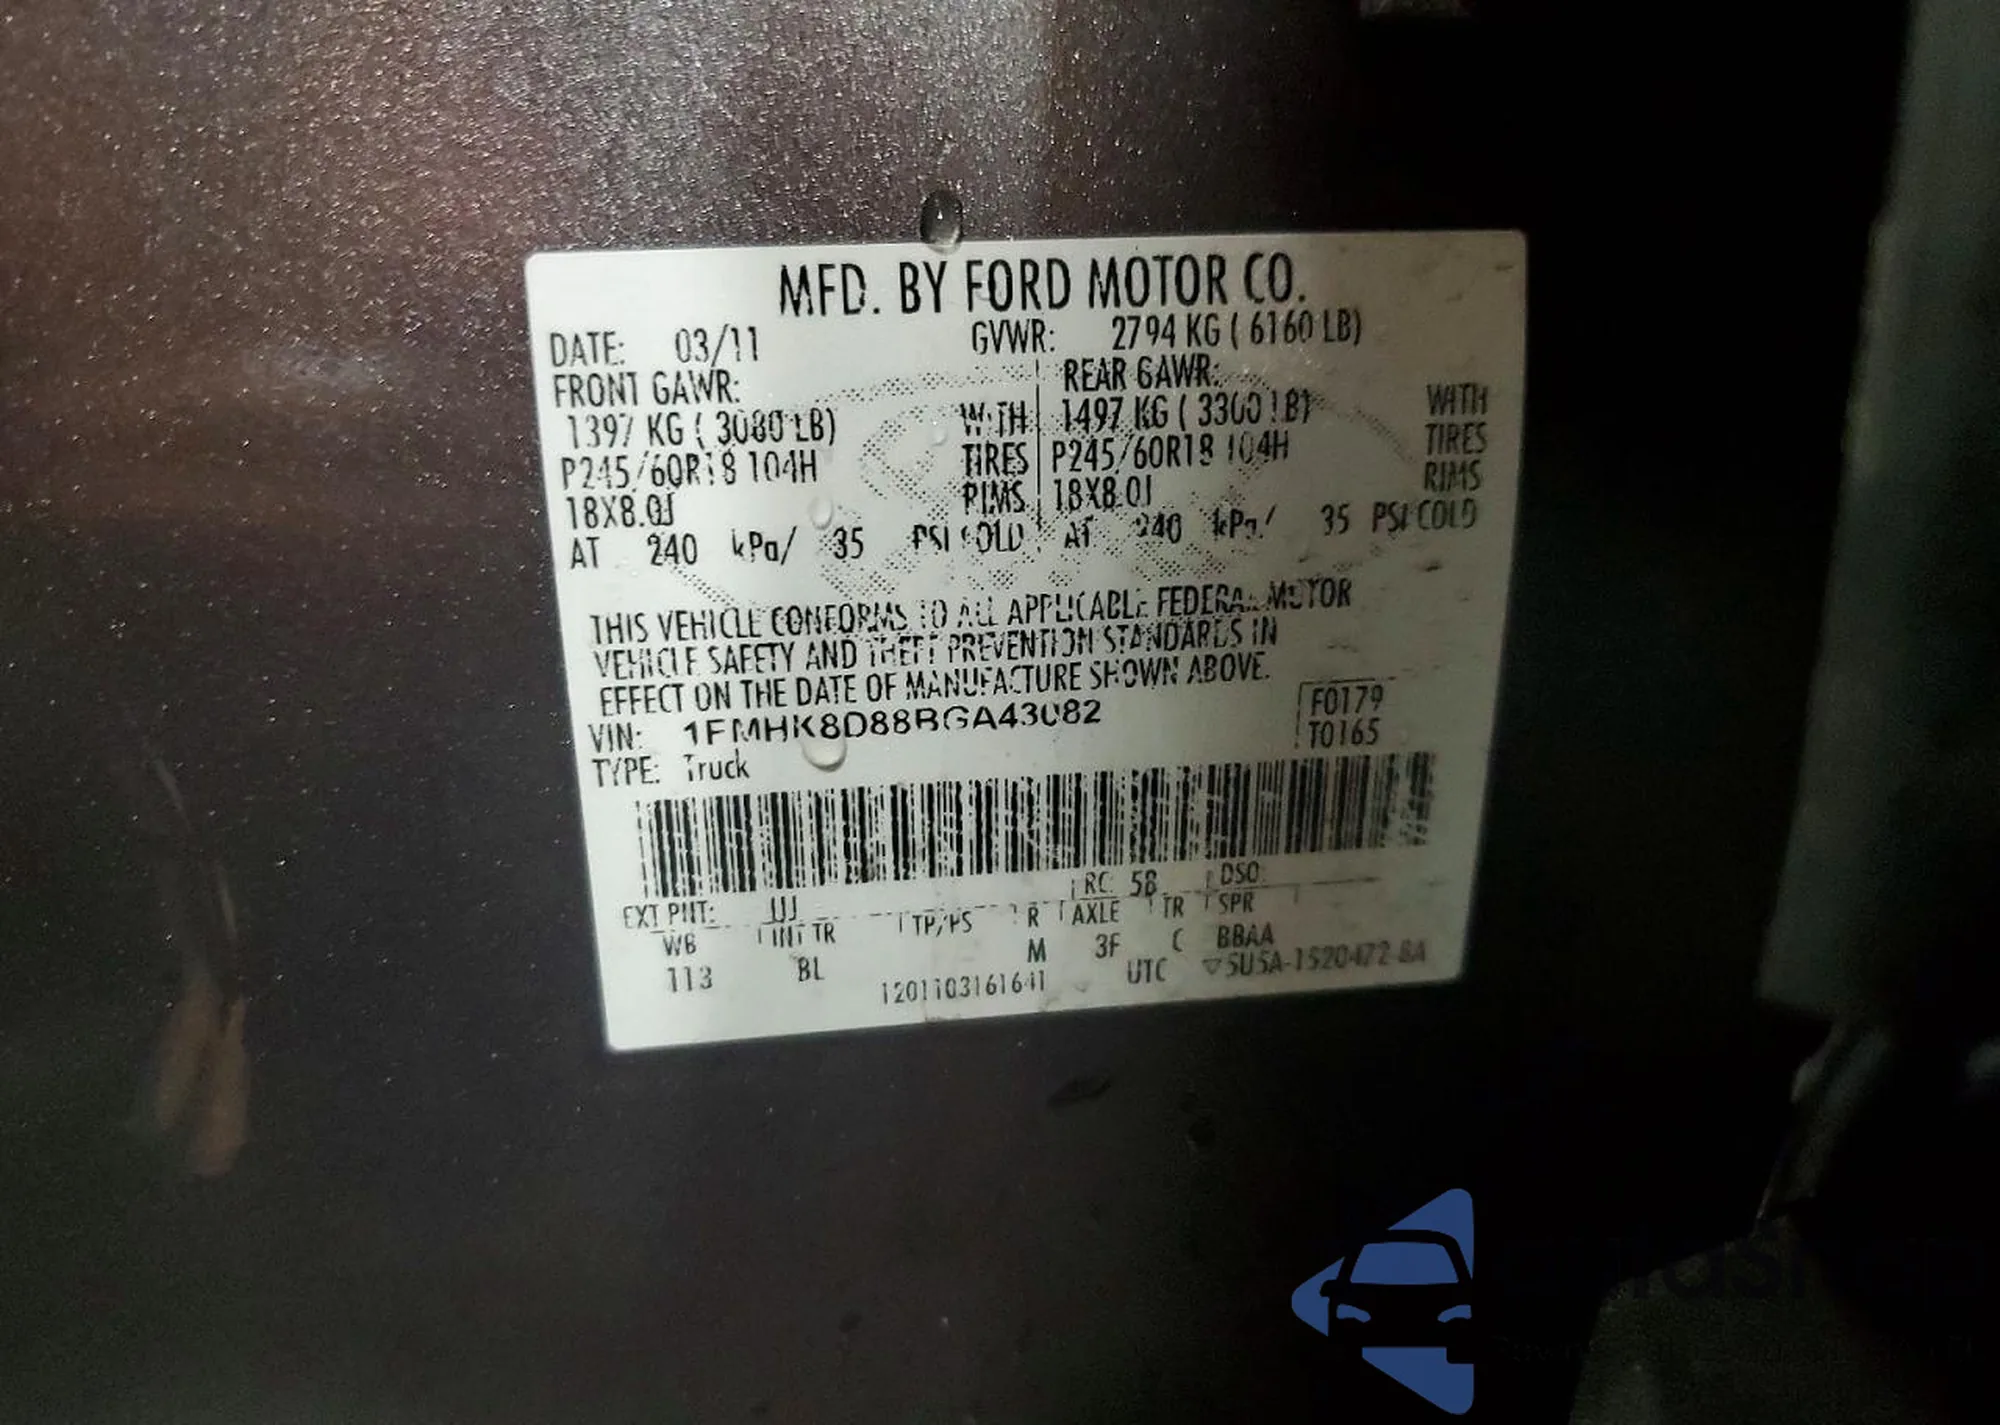 MFD. BY FORD MOTOR CO.
DATE: 03/11 GVWR: 2794 KG ( 6160 LB)
FRONT GAWR: REAR GAWR:
1397 KG ( 3080 LB) WITH 1497 KG ( 3300 LB) WITH
P245/60R18 104H TIRES P245/60R18 104H TIRES
18X8.0J RIMS 18X8.0J RIMS
AT 240 kPa/ 35 PSI COLD AT 240 kPa/ 35 PSI COLD
THIS VEHICLE CONFORMS TO ALL APPLICABLE FEDERAL MOTOR
VEHICLE SAFETY AND THEFT PREVENTION STANDARDS IN
EFFECT ON THE DATE OF MANUFACTURE SHOWN ABOVE.
VIN: 1FMHK8D88BGA43082 F0179
TYPE: Truck T0165
RC: 58 DSO:
EXT PNT: UJ
WB INT TR TP/PS R AXLE TR SPR
113 BL M 3F C BBAA
1201103161641 UTC ▽5U5A-1520472-BA